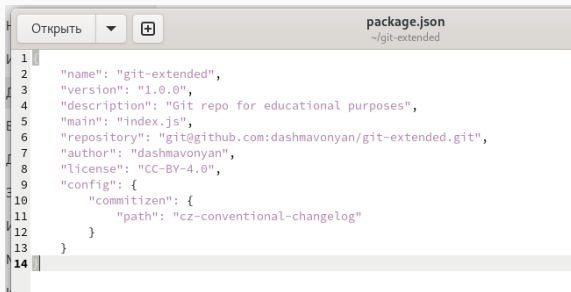 Открыть
package.json
~/git-extended
1 {
2 "name": "git-extended",
3 "version": "1.0.0",
4 "description": "Git repo for educational purposes",
5 "main": "index.js",
6 "repository": "git@github.com:dashmavonyan/git-extended.git",
7 "author": "dashmavonyan",
8 "license": "CC-BY-4.0",
9 "config": {
10 "commitizen": {
11 "path": "cz-conventional-changelog"
12 }
13 }
14 }